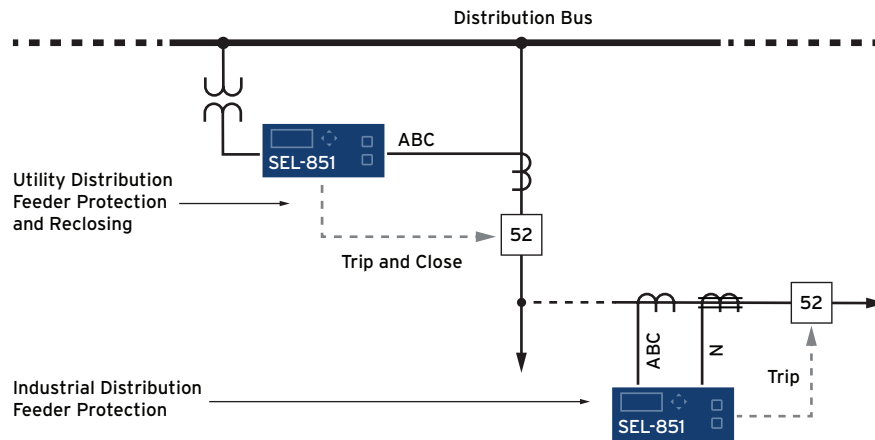 Distribution Bus
SEL-851
ABC
Utility Distribution
Feeder Protection
and Reclosing
52
Trip and Close
52
ABC
N
Trip
Industrial Distribution
Feeder Protection
SEL-851